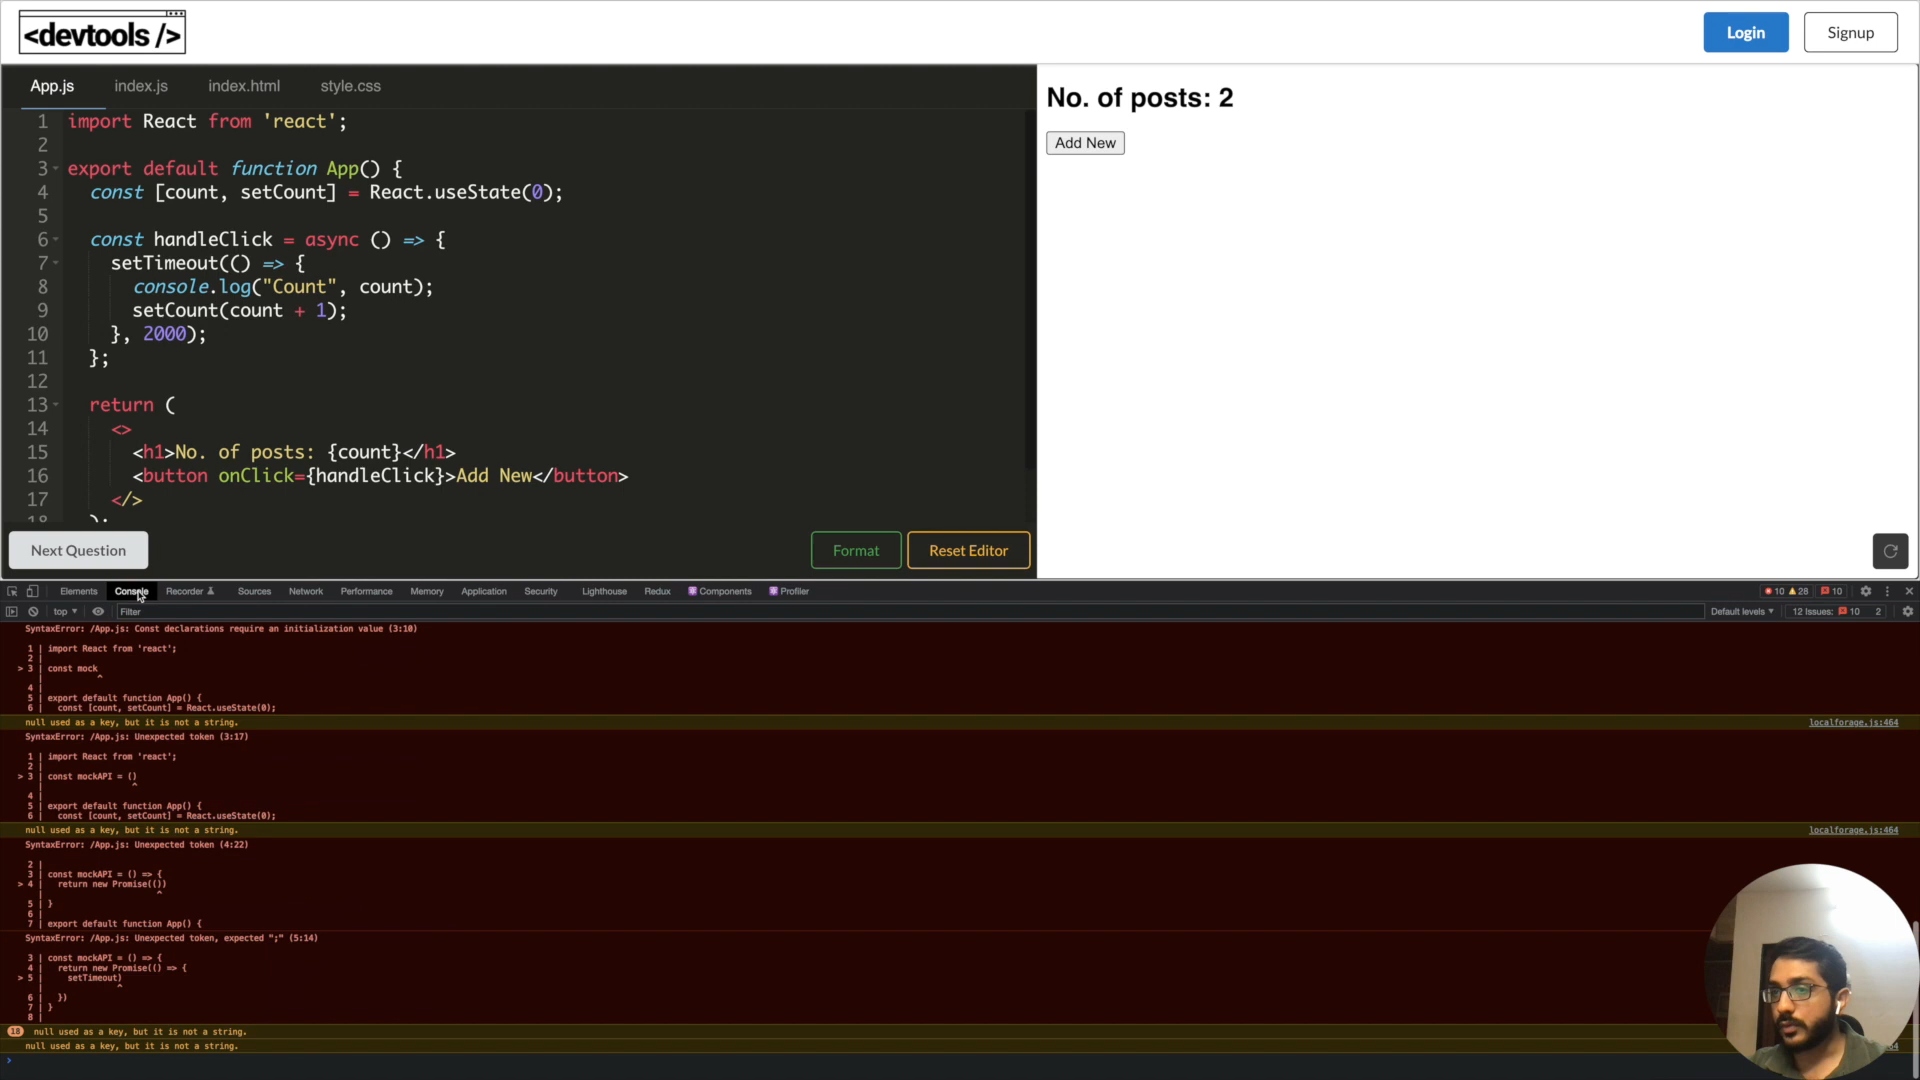 <devtools />
Login
Signup
App.js
index.js
index.html
style.css
1 import React from 'react';
2
3 export default function App() {
4 const [count, setCount] = React.useState(0);
5
6 const handleClick = async () => {
7 setTimeout(() => {
8 console.log("Count", count);
9 setCount(count + 1);
10 }, 2000);
11 };
12
13 return (
14 <>
15 <h1>No. of posts: {count}</h1>
16 <button onClick={handleClick}>Add New</button>
17 </>
18 );
Next Question
Format
Reset Editor
No. of posts: 2
Add New
Elements
Console
Recorder
Sources
Network
Performance
Memory
Application
Security
Lighthouse
Redux
Components
Profiler
10
28
10
top
Filter
Default levels
12 Issues:
10
2
SyntaxError: /App.js: Const declarations require an initialization value (3:10)
1 | import React from 'react';
2 |
> 3 | const mock
| ^
4 |
5 | export default function App() {
6 | const [count, setCount] = React.useState(0);
null used as a key, but it is not a string.
localforage.js:464
SyntaxError: /App.js: Unexpected token (3:17)
1 | import React from 'react';
2 |
> 3 | const mockAPI = ()
| ^
4 |
5 | export default function App() {
6 | const [count, setCount] = React.useState(0);
null used as a key, but it is not a string.
localforage.js:464
SyntaxError: /App.js: Unexpected token (4:22)
2 |
3 | const mockAPI = () => {
> 4 | return new Promise(())
| ^
5 | }
6 |
7 | export default function App() {
SyntaxError: /App.js: Unexpected token, expected ";" (5:14)
3 | const mockAPI = () => {
4 | return new Promise(() => {
> 5 | setTimeout)
| ^
6 | })
7 | }
8 |
18 null used as a key, but it is not a string.
null used as a key, but it is not a string.
>